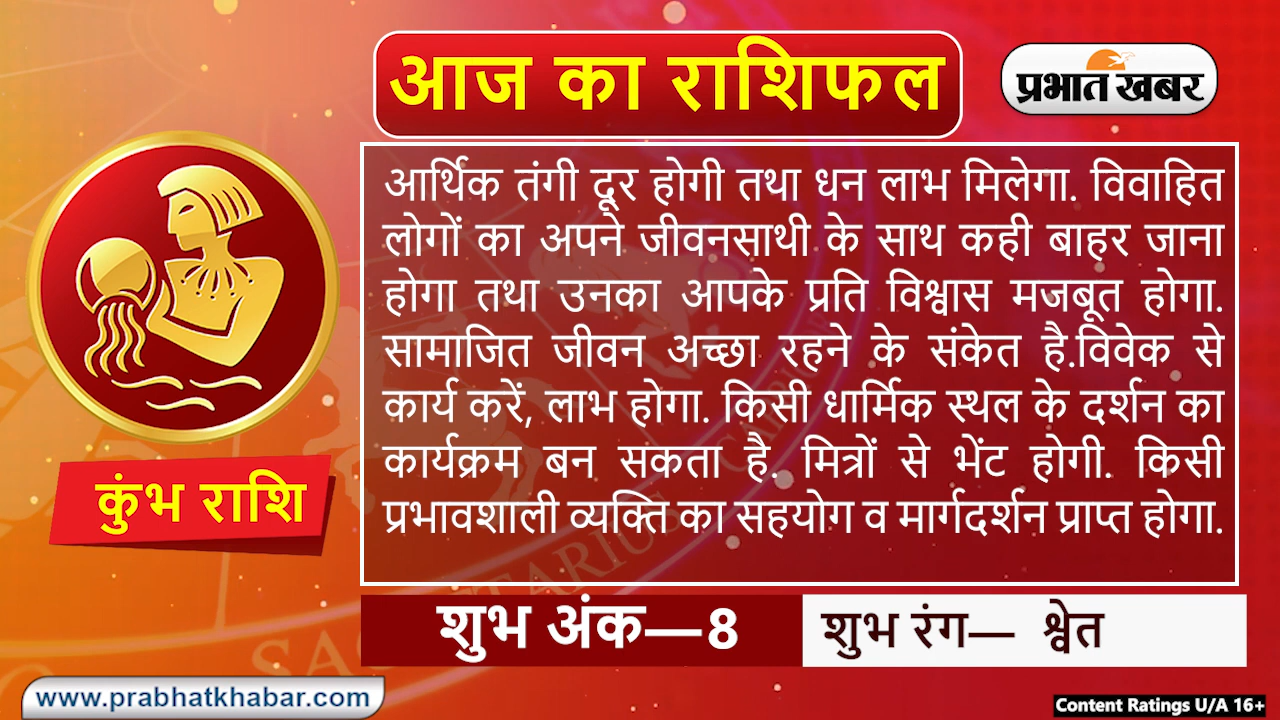 आज का राशिफल
प्रभात खबर
आर्थिक तंगी दूर होगी तथा धन लाभ मिलेगा. विवाहित
लोगों का अपने जीवनसाथी के साथ कही बाहर जाना
होगा तथा उनका आपके प्रति विश्वास मजबूत होगा.
सामाजित जीवन अच्छा रहने के संकेत है.विवेक से
कार्य करें, लाभ होगा. किसी धार्मिक स्थल के दर्शन का
कार्यक्रम बन सकता है. मित्रों से भेंट होगी. किसी
प्रभावशाली व्यक्ति का सहयोग व मार्गदर्शन प्राप्त होगा.
कुंभ राशि
शुभ अंक—8
शुभ रंग— श्वेत
SAGITTARIUS
www.prabhatkhabar.com
Content Ratings U/A 16+